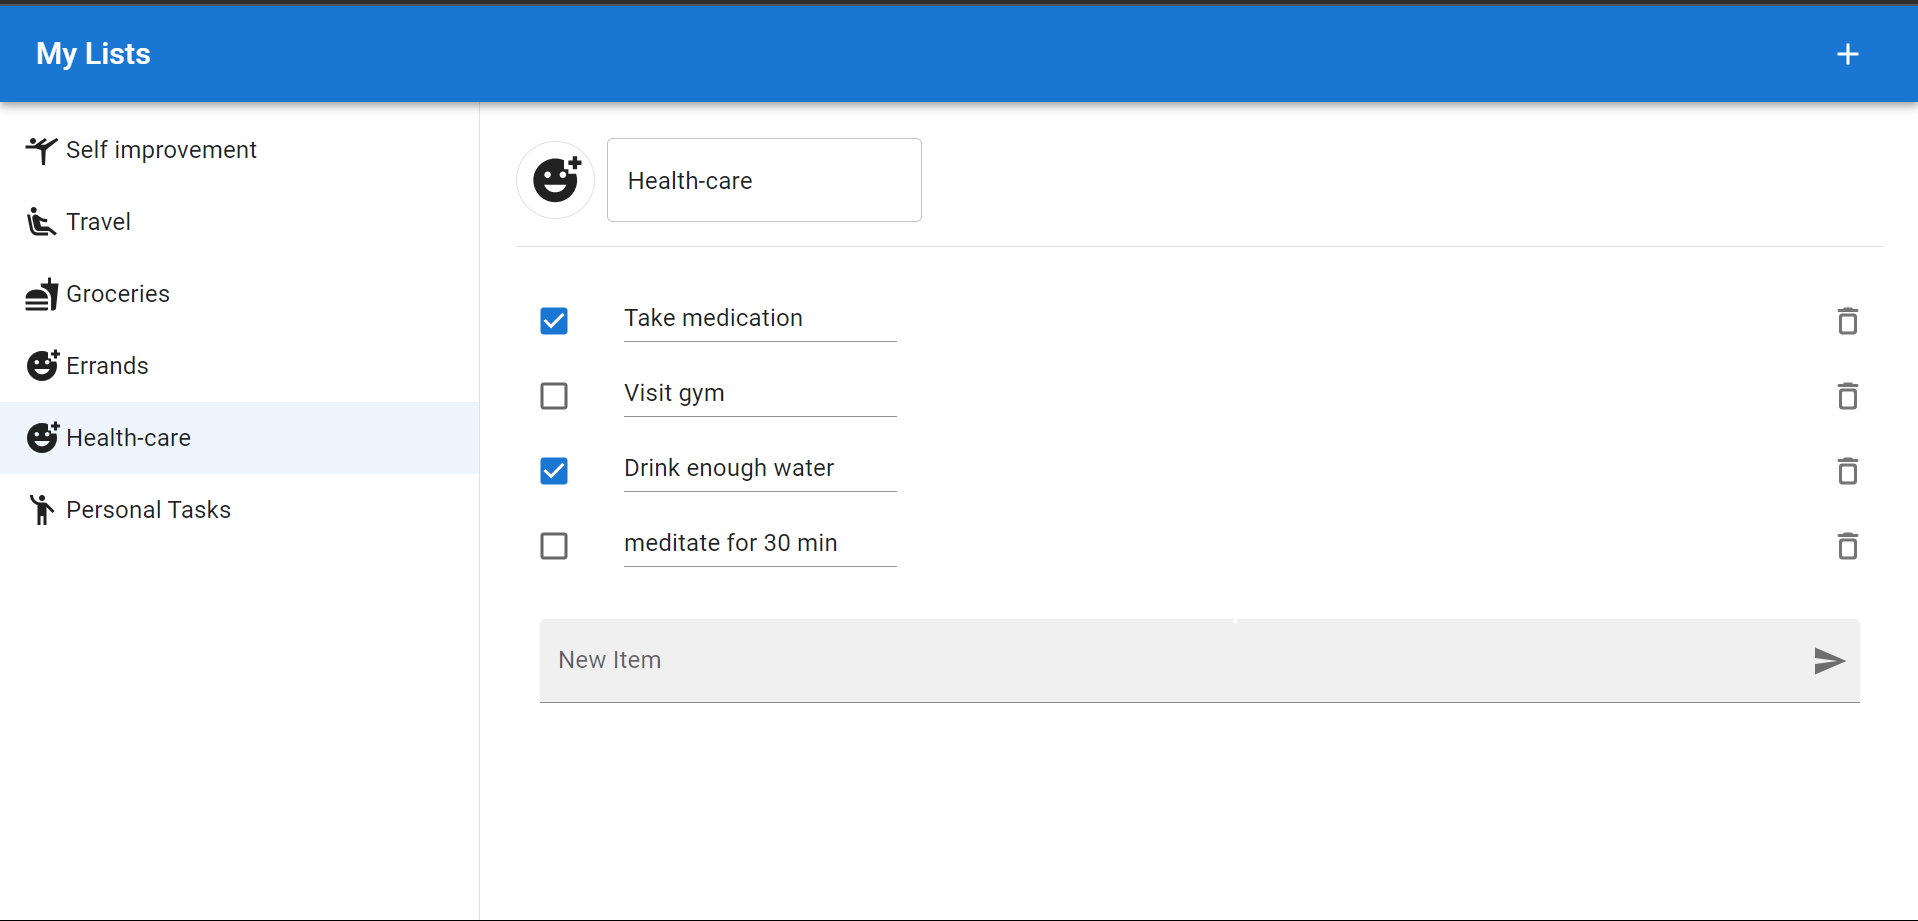 My Lists
Self improvement
Travel
Groceries
Errands
Health-care
Personal Tasks
Health-care
Take medication
Visit gym
Drink enough water
meditate for 30 min
New Item